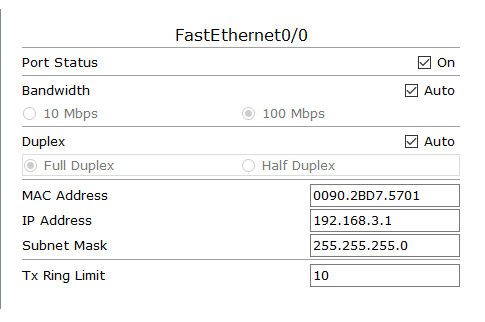 FastEthernet0/0
Port Status On
Bandwidth Auto
10 Mbps 100 Mbps
Duplex Auto
Full Duplex Half Duplex
MAC Address 0090.2BD7.5701
IP Address 192.168.3.1
Subnet Mask 255.255.255.0
Tx Ring Limit 10